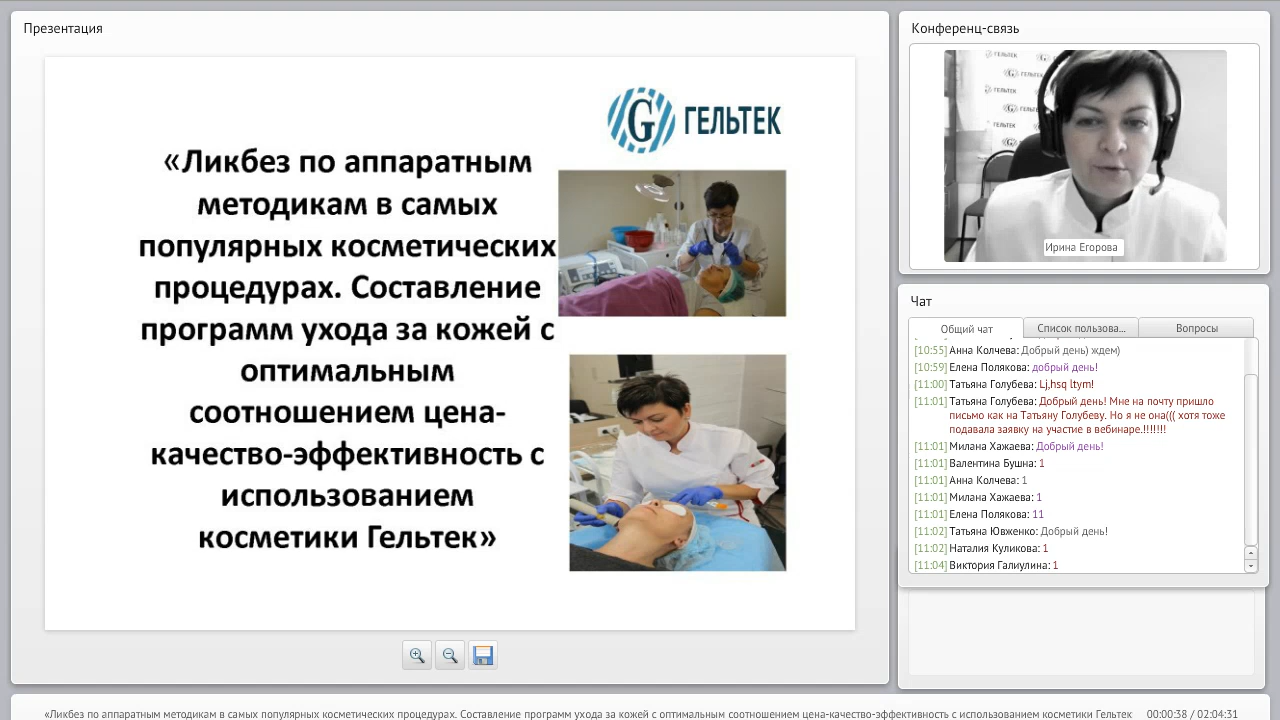 Презентация
ГЕЛЬТЕК
«Ликбез по аппаратным
методикам в самых
популярных косметических
процедурах. Составление
программ ухода за кожей с
оптимальным
соотношением цена-
качество-эффективность с
использованием
косметики Гельтек»
Конференц-связь
ГЕЛЬТЕК
ГЕЛЬТЕК
ГЕЛЬТЕК
ГЕЛЬТЕК
Ирина Егорова
Чат
Общий чат
Список пользова...
Вопросы
[10:55] Анна Колчева: Добрый день) ждем)
[10:59] Елена Полякова: добрый день!
[11:00] Татьяна Голубева: Lj,hsq ltym!
[11:01] Татьяна Голубева: Добрый день! Мне на почту пришло
письмо как на Татьяну Голубеву. Но я не она((( хотя тоже
подавала заявку на участие в вебинаре.!!!!!!!
[11:01] Милана Хажаева: Добрый день!
[11:01] Валентина Бушна: 1
[11:01] Анна Колчева: 1
[11:01] Милана Хажаева: 1
[11:01] Елена Полякова: 11
[11:02] Татьяна Ювженко: Добрый день!
[11:02] Наталия Куликова: 1
[11:04] Виктория Галиулина: 1
«Ликбез по аппаратным методикам в самых популярных косметических процедурах. Составление программ ухода за кожей с оптимальным соотношением цена-качество-эффективность с использованием косметики Гельтек 00:00:38 / 02:04:31